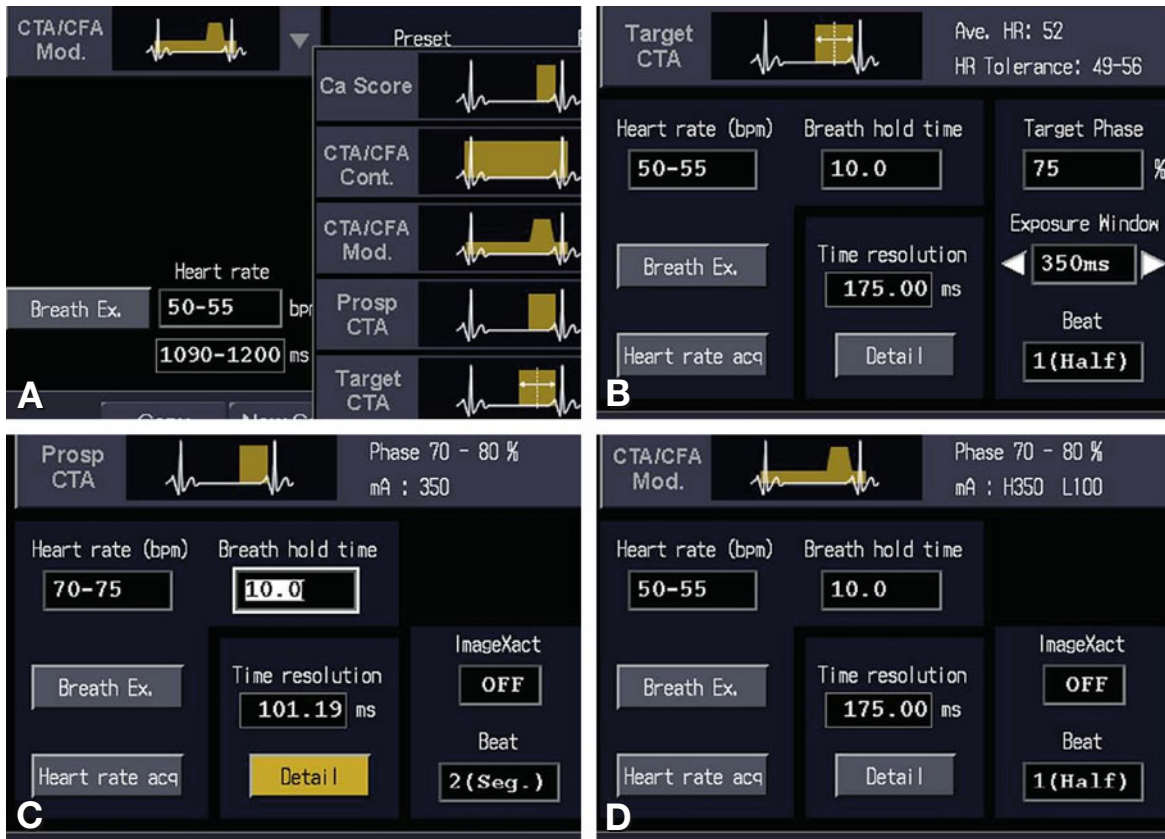 CTA/CFA
Mod.
Preset
Ca Score
CTA/CFA
Cont.
CTA/CFA
Mod.
Prosp
CTA
Target
CTA
Heart rate
Breath Ex.
50-55
1090-1200 ms
A
Target
CTA
Ave. HR: 52
HR Tolerance: 49-56
Heart rate (bpm)
Breath hold time
Target Phase
50-55
10.0
75 %
Exposure Window
Breath Ex.
Time resolution
175.00 ms
350ms
Beat
Heart rate acq
Detail
1(Half)
B
Prosp
CTA
Phase 70 - 80 %
mA : 350
Heart rate (bpm)
Breath hold time
70-75
10.0
ImageXact
Breath Ex.
Time resolution
101.19 ms
OFF
Beat
Heart rate acq
Detail
2(Seg.)
C
CTA/CFA
Mod.
Phase 70 - 80 %
mA : H350 L100
Heart rate (bpm)
Breath hold time
50-55
10.0
ImageXact
Breath Ex.
Time resolution
175.00 ms
OFF
Beat
Heart rate acq
Detail
1(Half)
D